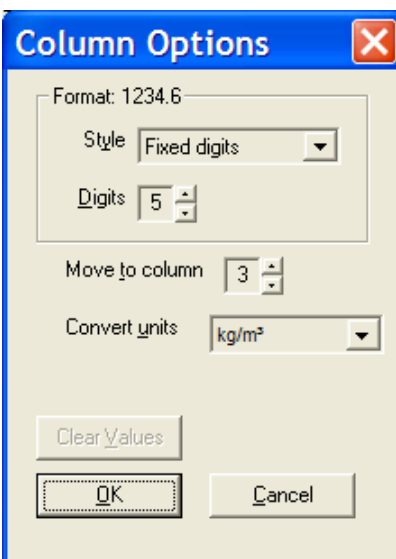 Column Options
Format: 1234.6
Style Fixed digits
Digits 5
Move to column 3
Convert units kg/m³
Clear Values
OK Cancel